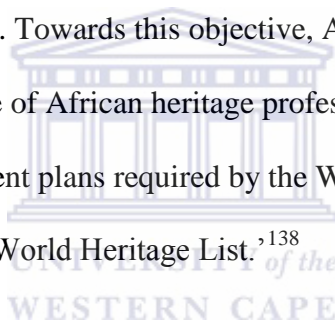 . Towards this objective, A
e of African heritage profes
ent plans required by the W
World Heritage List.’138
UNIVERSITY of the
WESTERN CAPE